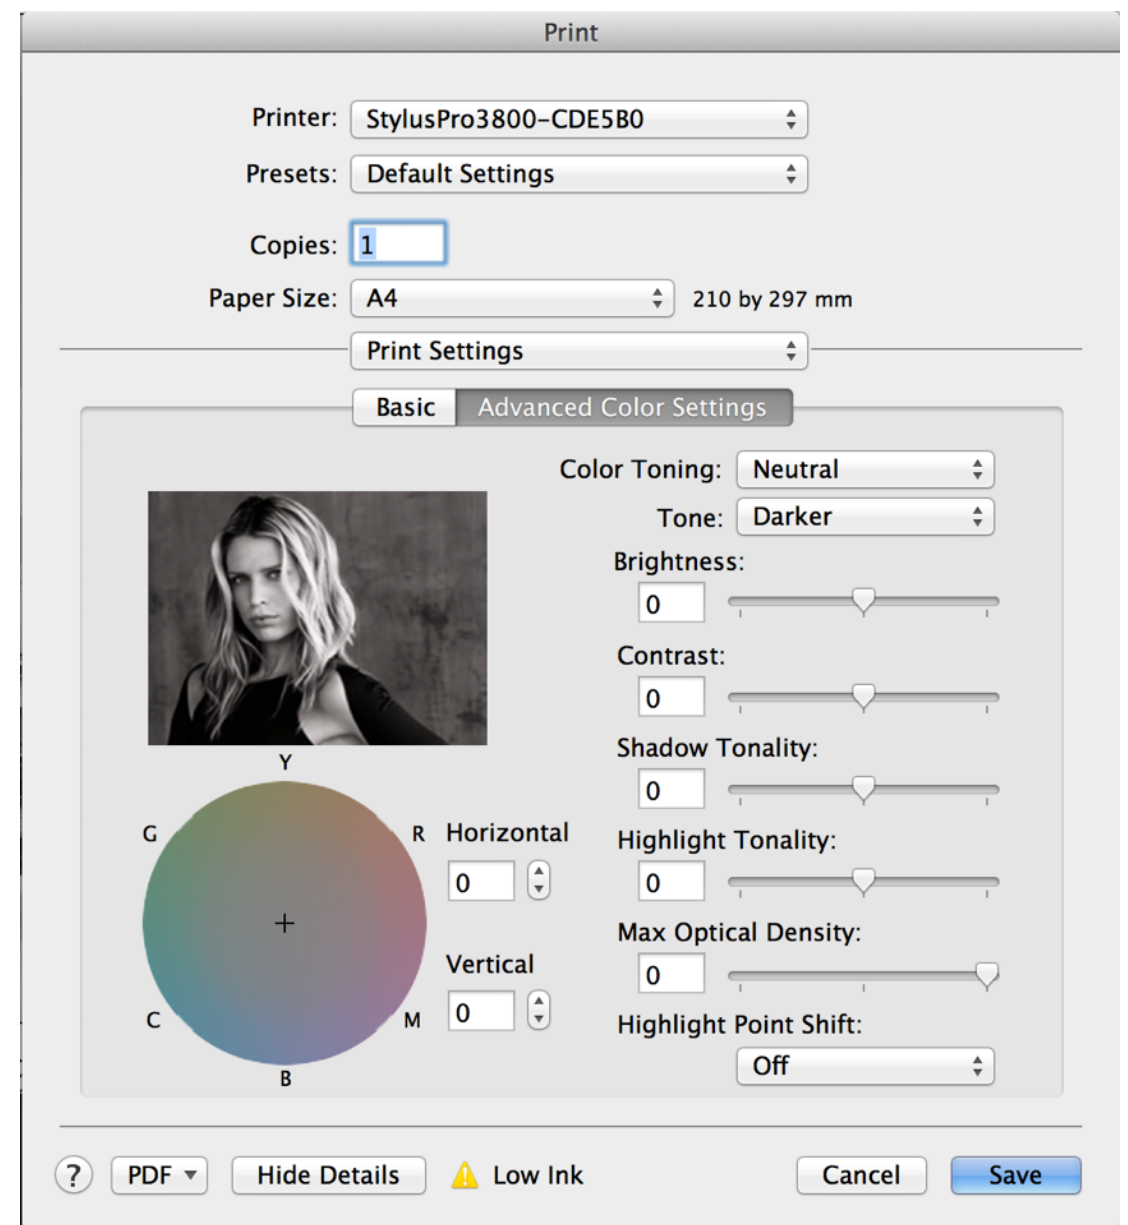 Print
Printer: StylusPro3800-CDE5B0
Presets: Default Settings
Copies: 1
Paper Size: A4 210 by 297 mm
Print Settings
Basic Advanced Color Settings
Color Toning: Neutral
Tone: Darker
Brightness:
0
Contrast:
0
Shadow Tonality:
0
Y
G R Horizontal
0
Highlight Tonality:
0
Max Optical Density:
0
Vertical
0
C M
B
Highlight Point Shift:
Off
? PDF Hide Details Low Ink Cancel Save